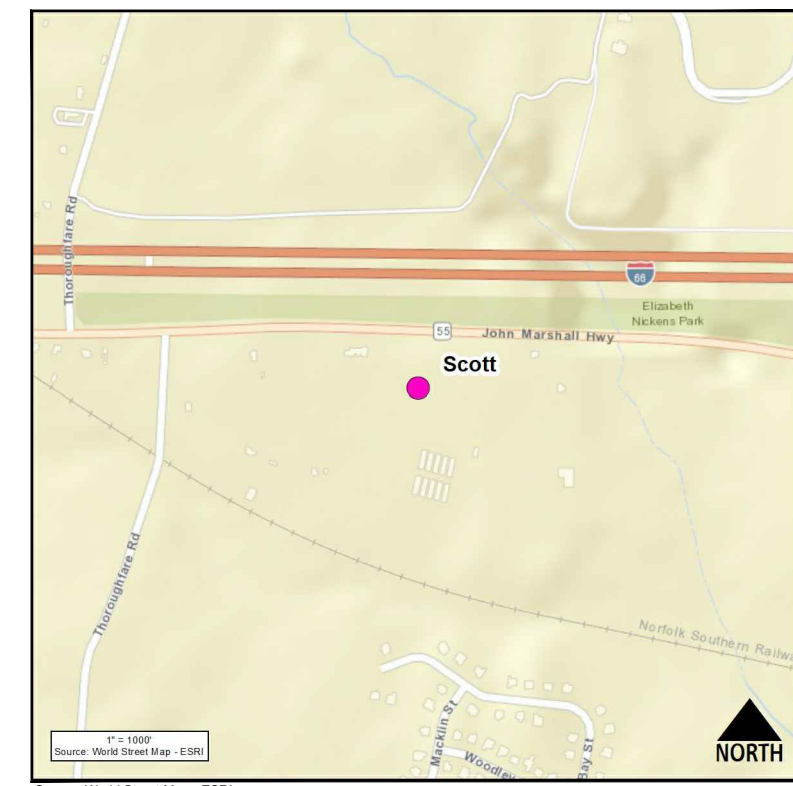 Thoroughfare Rd
66
Elizabeth
Nickens Park
55
John Marshall Hwy
Scott
Thoroughfare Rd
Norfolk Southern Railwa
Macklin St
Woodley
Bay St
1" = 1000'
Source: World Street Map - ESRI
NORTH